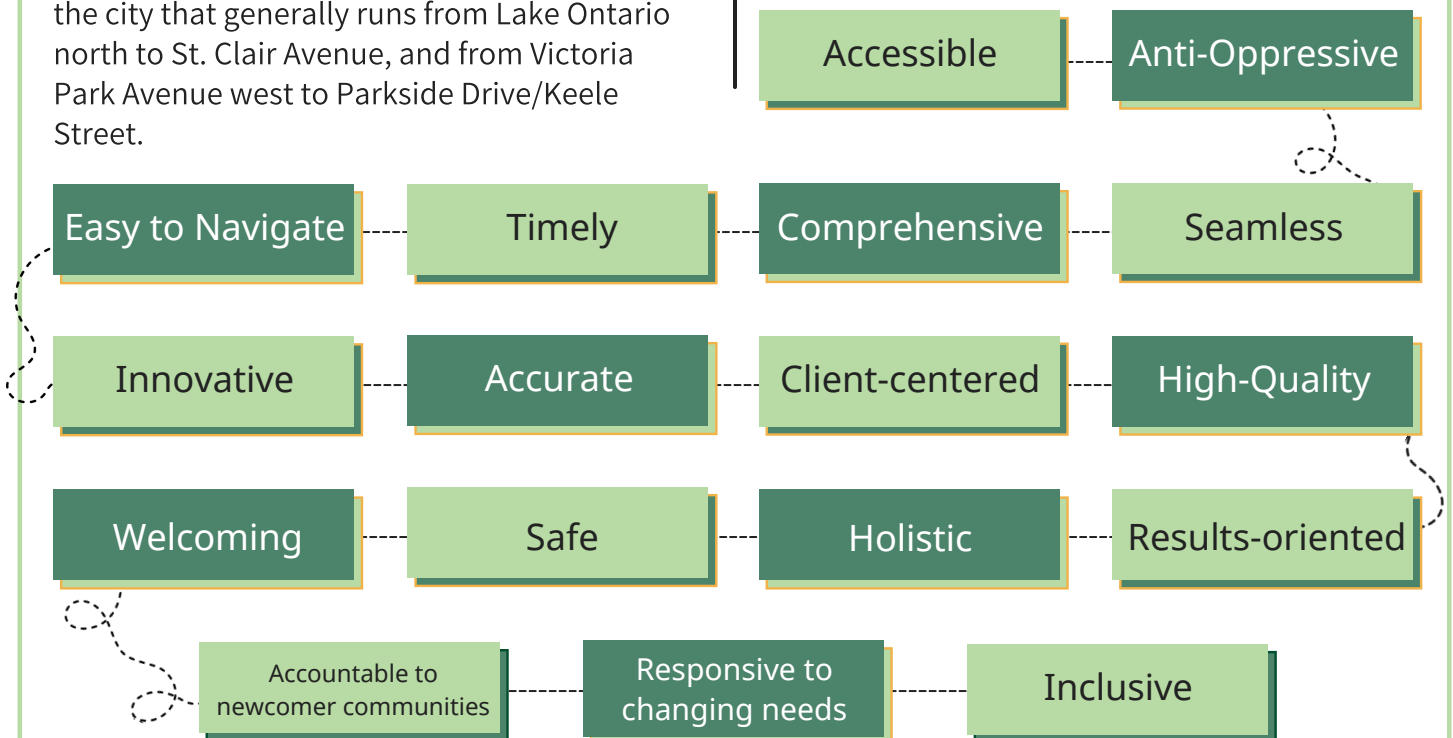 the city that generally runs from Lake Ontario
north to St. Clair Avenue, and from Victoria
Park Avenue west to Parkside Drive/Keele
Street.
Accessible
Anti-Oppressive
Easy to Navigate
Timely
Comprehensive
Seamless
Innovative
Accurate
Client-centered
High-Quality
Welcoming
Safe
Holistic
Results-oriented
Accountable to
newcomer communities
Responsive to
changing needs
Inclusive